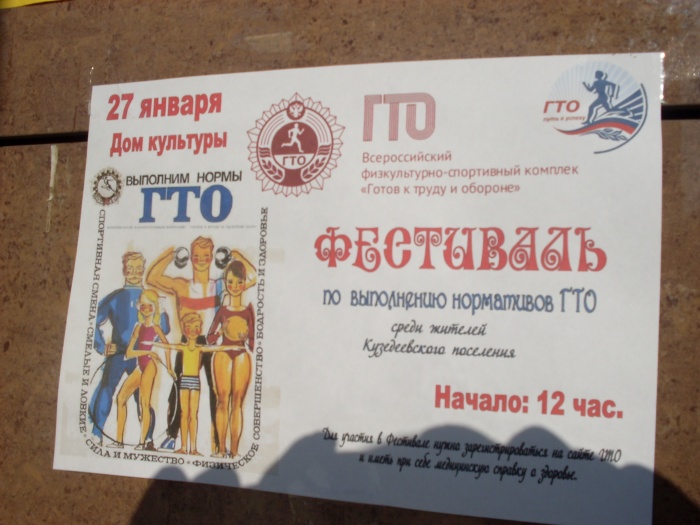 27 января
Дом культуры
ГТО
ГТО
Всероссийский
физкультурно-спортивный комплек
«Готов к труду и обороне»
ГТО
путь к успеху
ВЫПОЛНИМ НОРМЫ
ГТО
СПОРТИВНАЯ СМЕНА • СМЕЛЫЕ И ЛОВКИЕ • СИЛА И МУЖЕСТВО • ФИЗИЧЕСКОЕ СОВЕРШЕНСТВО • БОДРОСТЬ И ЗДОРОВЬЕ
ФЕСТИВАЛЬ
по выполнению нормативов ГТО
среди жителей
Кузедеевского поселения
Начало: 12 час.
Для участия в Фестивале нужно зарегистрироваться на сайте ГТО
и иметь при себе медицинскую справку о здоровье.